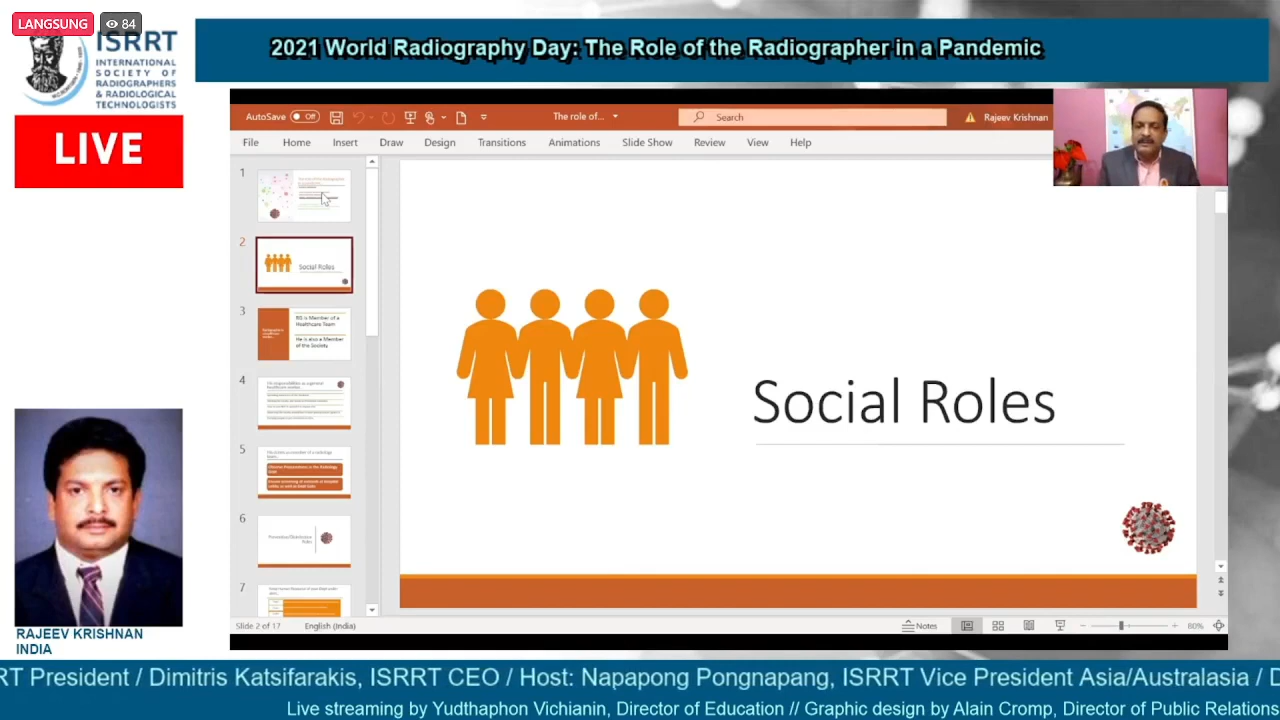 LANGSUNG
84
ISRRT
INTERNATIONAL
SOCIETY OF
RADIOGRAPHERS
& RADIOLOGICAL
TECHNOLOGISTS
2021 World Radiography Day: The Role of the Radiographer in a Pandemic
LIVE
AutoSave Off
The role of...
Search
Rajeev Krishnan
File Home Insert Draw Design Transitions Animations Slide Show Review View Help
1
2
Social Roles
3
RG is Member of a
Healthcare Team
He is also a Member
of the Society
4
5
6
7
Social Roles
Slide 2 of 17 English (India)
Notes
80%
RAJEEV KRISHNAN
INDIA
RT President / Dimitris Katsifarakis, ISRRT CEO / Host: Napapong Pongnapang, ISRRT Vice President Asia/Australasia / D
Live streaming by Yudthaphon Vichianin, Director of Education // Graphic design by Alain Cromp, Director of Public Relations